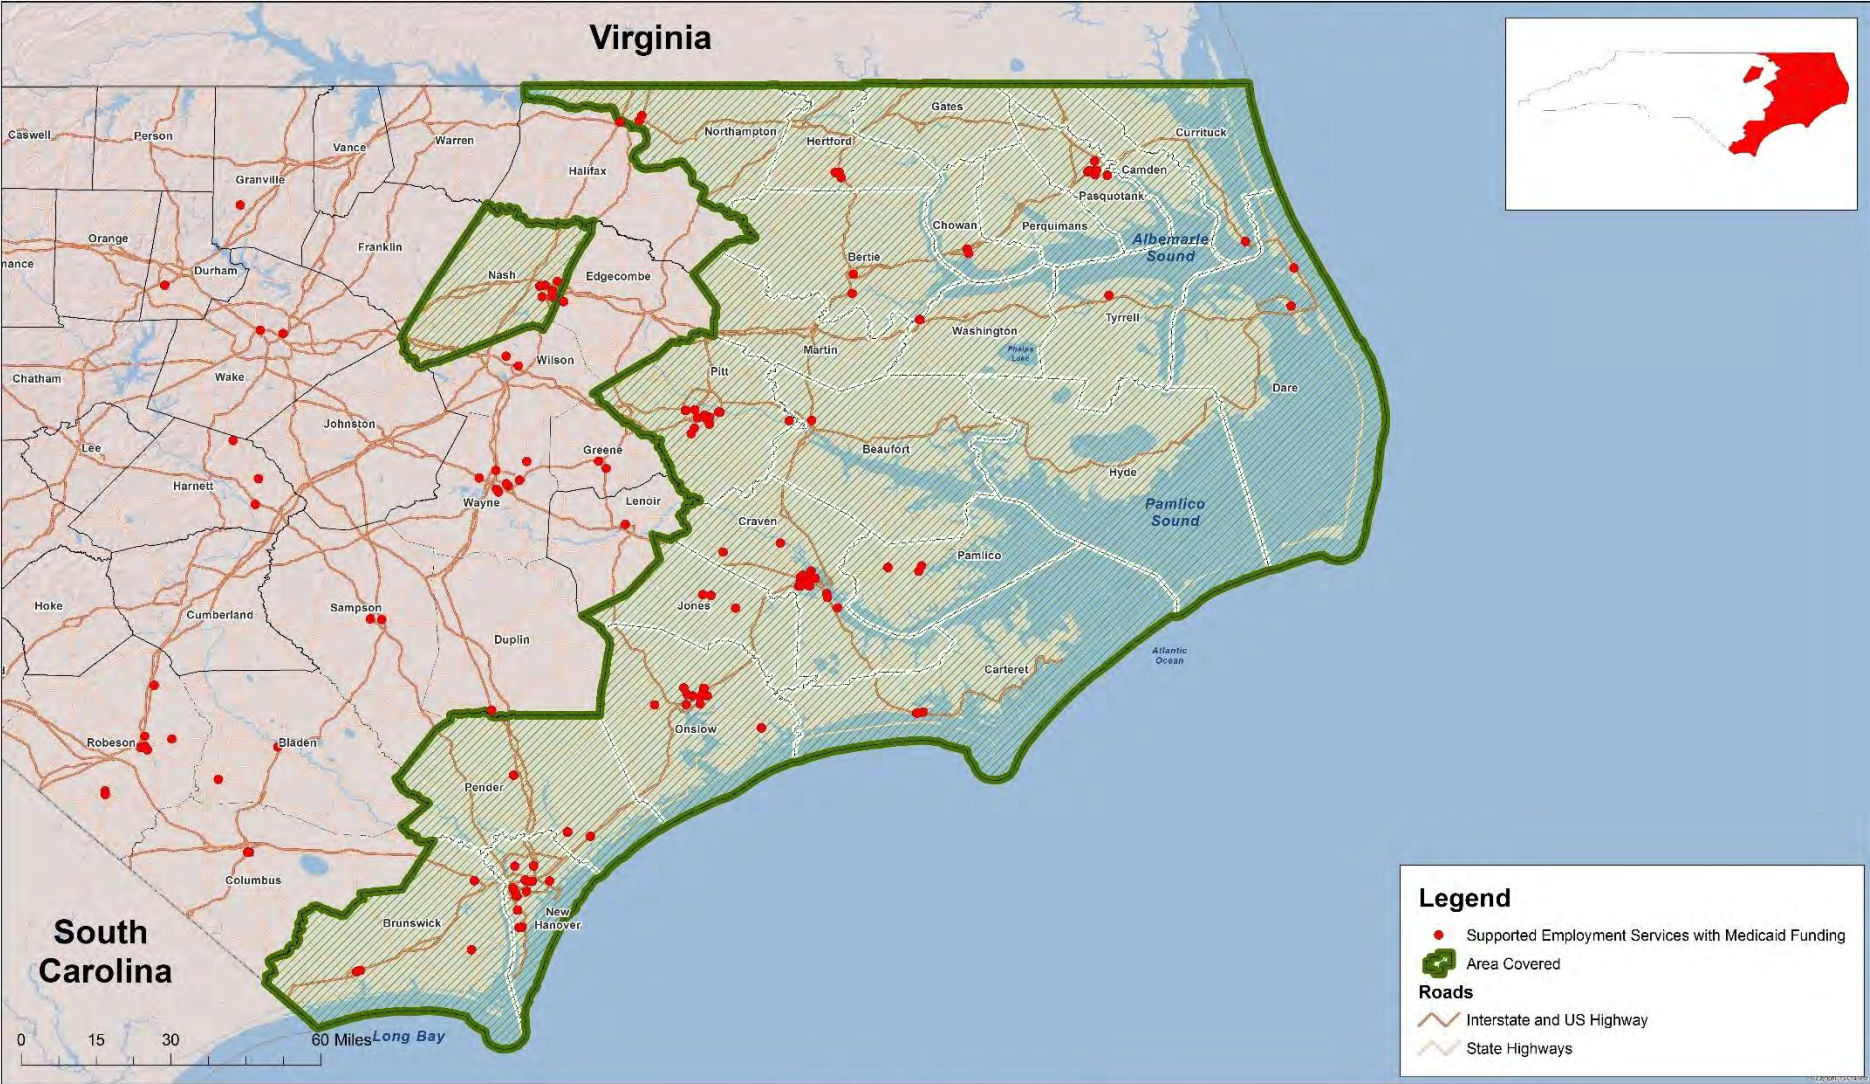 Virginia
Caswell
Person
Vance
Warren
Granville
Halifax
Northampton
Hertford
Gates
Currituck
Camden
Pasquotank
Orange
Durham
Franklin
Nash
Edgecombe
Bertie
Chowan
Perquimans
Albemarle
Sound
mance
Chatham
Wake
Wilson
Martin
Washington
Tyrrell
Phelps
Lake
Dare
Pitt
Lee
Johnston
Harnett
Greene
Wayne
Lenoir
Beaufort
Hyde
Pamlico
Sound
Craven
Pamlico
Hoke
Cumberland
Sampson
Duplin
Jones
Atlantic
Ocean
Carteret
Onslow
Robeson
Bladen
Pender
Columbus
Brunswick
New
Hanover
South
Carolina
Long Bay
0 15 30 60 Miles
Legend
Supported Employment Services with Medicaid Funding
Area Covered
Roads
Interstate and US Highway
State Highways